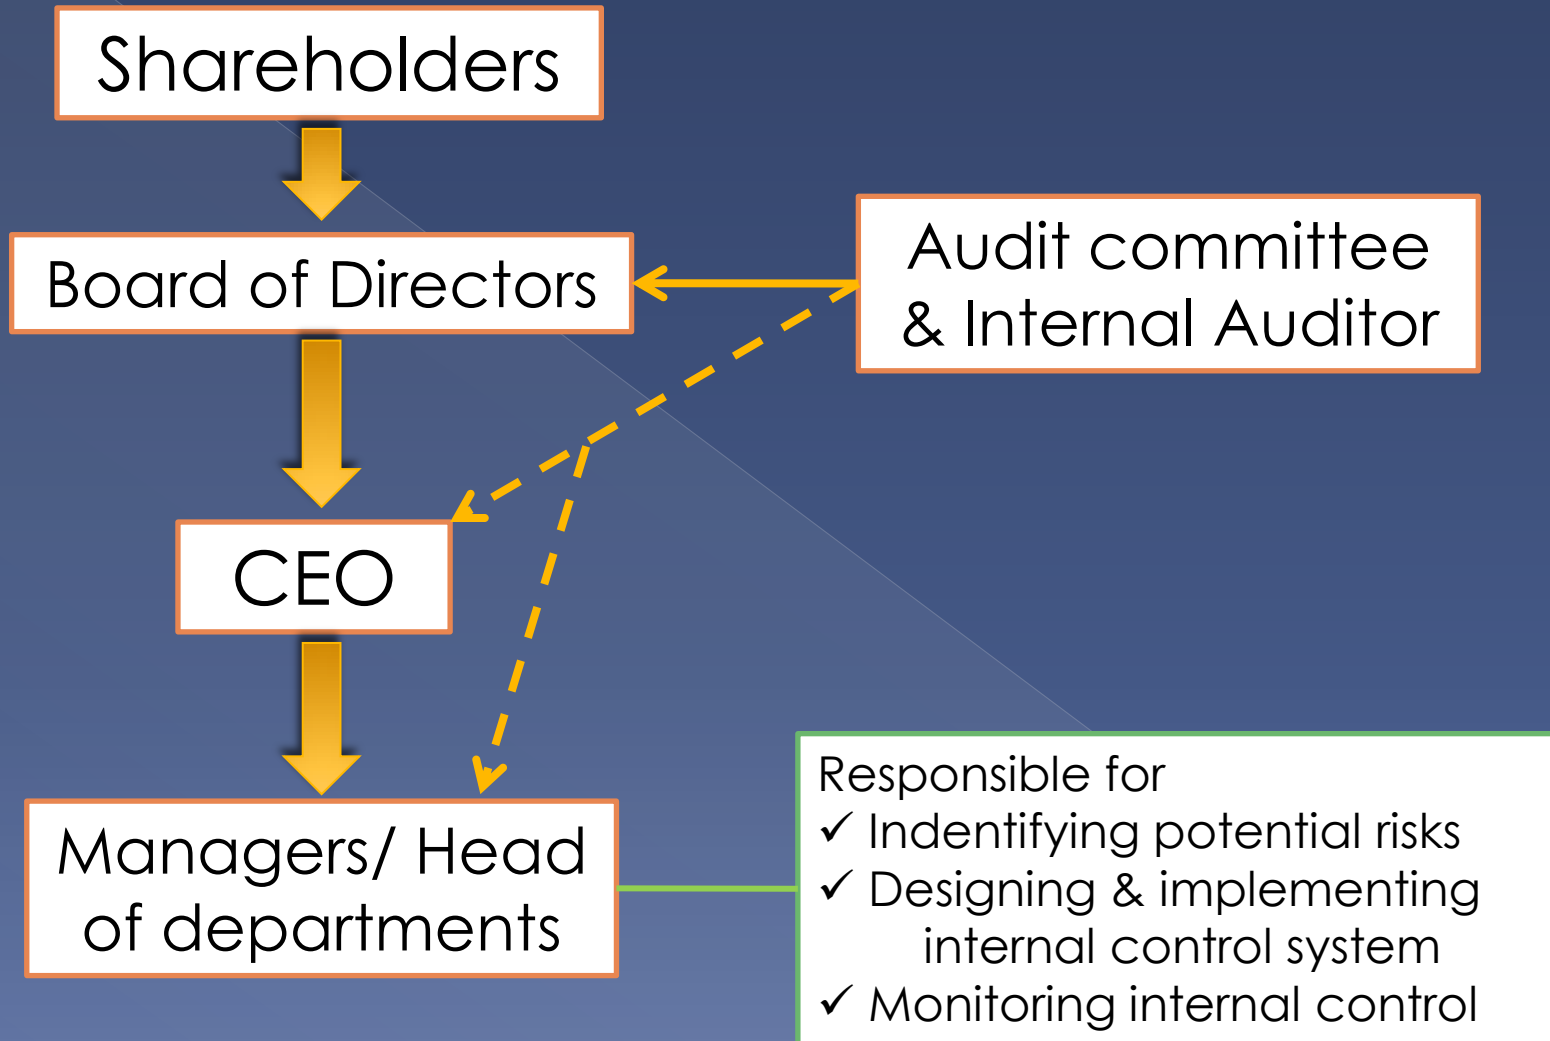 Shareholders
Board of Directors
Audit committee
& Internal Auditor
CEO
Managers/ Head
of departments
Responsible for
✓ Indentifying potential risks
✓ Designing & implementing
internal control system
✓ Monitoring internal control